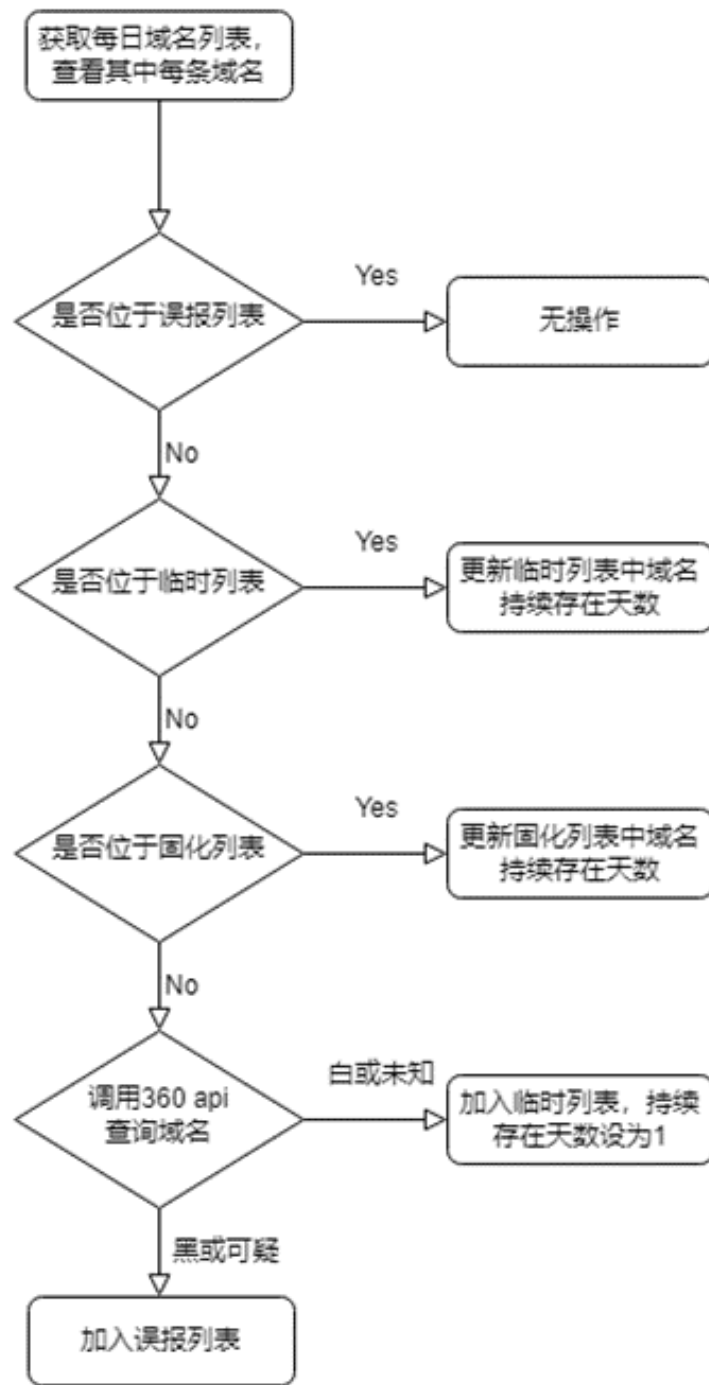 获取每日域名列表，
查看其中每条域名
是否位于误报列表
Yes
无操作
No
是否位于临时列表
Yes
更新临时列表中域名
持续存在天数
No
是否位于固化列表
Yes
更新固化列表中域名
持续存在天数
No
调用360 api
查询域名
白或未知
加入临时列表，持续
存在天数设为1
黑或可疑
加入误报列表